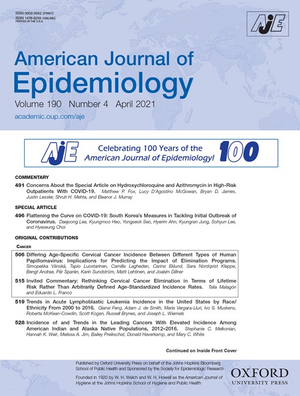 ISSN 0002-9262 (PRINT)
ISSN 1476-6256 (ONLINE)
AJE
American Journal of
Epidemiology
Volume 190 Number 4 April 2021
academic.oup.com/aje
AJE Celebrating 100 Years of the
American Journal of Epidemiology! 100
COMMENTARY
491 Concerns About the Special Article on Hydroxychloroquine and Azithromycin in High-Risk
Outpatients With COVID-19. Matthew P. Fox, Lucy D'Agostino McGowan, Bryan D. James,
Justin Lessler, Shruti H. Mehta, and Eleanor J. Murray
SPECIAL ARTICLE
496 Flattening the Curve on COVID-19: South Korea's Measures in Tackling Initial Outbreak of
Coronavirus. Daejoong Lee, Kyungmoo Heo, Yongseok Seo, Hyerim Ahn, Kyungran Jung, Sohyun Lee,
and Hyeseung Choi
ORIGINAL CONTRIBUTIONS
Cancer
506 Differing Age-Specific Cervical Cancer Incidence Between Different Types of Human
Papillomavirus: Implications for Predicting the Impact of Elimination Programs.
Simopekka Vänskä, Tapio Luostarinen, Camilla Lagheden, Carina Eklund, Sara Nordqvist Kleppe,
Bengt Andrae, Pär Sparén, Karin Sundström, Matti Lehtinen, and Joakim Dillner
515 Invited Commentary: Rethinking Cervical Cancer Elimination in Terms of Lifetime
Risk Rather Than Arbitrarily Defined Age-Standardized Incidence Rates. Talía Malagón
and Eduardo L. Franco
519 Trends in Acute Lymphoblastic Leukemia Incidence in the United States by Race/
Ethnicity From 2000 to 2016. Qianxi Feng, Adam J. de Smith, Maria Vergara-Lluri, Ivo S. Muskens,
Roberta McKean-Cowdin, Scott Kogan, Russell Brynes, and Joseph L. Wiemels
528 Incidence of and Trends in the Leading Cancers With Elevated Incidence Among
American Indian and Alaska Native Populations, 2012–2016. Stephanie C. Melkonian,
Hannah K. Weir, Melissa A. Jim, Bailey Preikschat, Donald Haverkamp, and Mary C. White
Continued on Inside Front Cover
Published by Oxford University Press on behalf of the Johns Hopkins Bloomberg
School of Public Health and Sponsored by the Society for Epidemiologic Research
Founded in 1920 by W. H. Welch and W. H. Howell as the American Journal of
Hygiene at the Johns Hopkins School of Hygiene and Public Health
OXFORD
UNIVERSITY PRESS